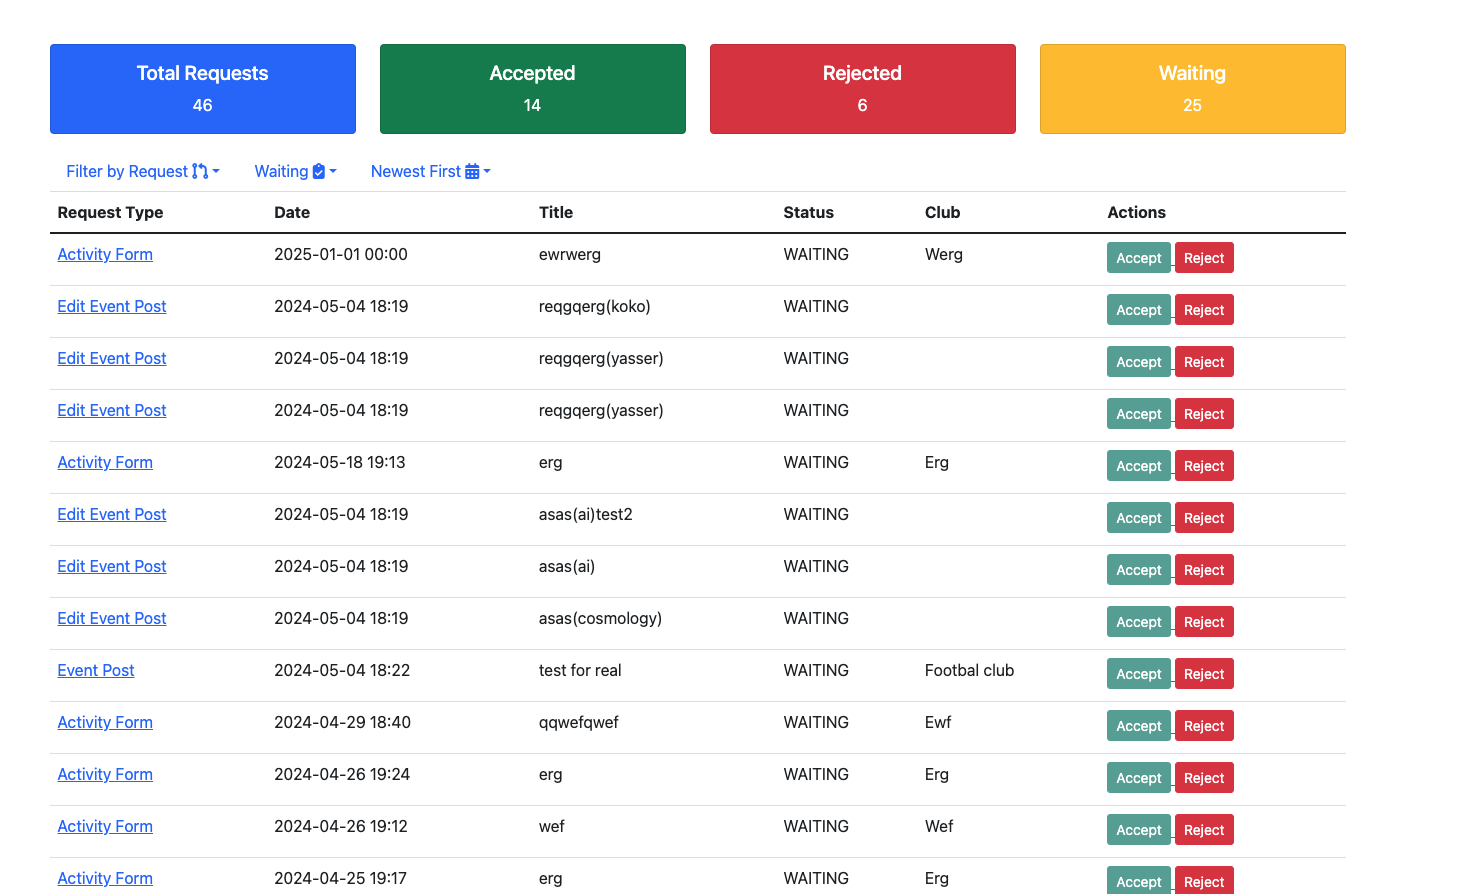 Total Requests
46
Accepted
14
Rejected
6
Waiting
25
Filter by Request Waiting Newest First
Request Type Date Title Status Club Actions
Activity Form 2025-01-01 00:00 ewrwerg WAITING Werg Accept Reject
Edit Event Post 2024-05-04 18:19 reqgqerg(koko) WAITING Accept Reject
Edit Event Post 2024-05-04 18:19 reqgqerg(yasser) WAITING Accept Reject
Edit Event Post 2024-05-04 18:19 reqgqerg(yasser) WAITING Accept Reject
Activity Form 2024-05-18 19:13 erg WAITING Erg Accept Reject
Edit Event Post 2024-05-04 18:19 asas(ai)test2 WAITING Accept Reject
Edit Event Post 2024-05-04 18:19 asas(ai) WAITING Accept Reject
Edit Event Post 2024-05-04 18:19 asas(cosmology) WAITING Accept Reject
Event Post 2024-05-04 18:22 test for real WAITING Footbal club Accept Reject
Activity Form 2024-04-29 18:40 qqwefqwef WAITING Ewf Accept Reject
Activity Form 2024-04-26 19:24 erg WAITING Erg Accept Reject
Activity Form 2024-04-26 19:12 wef WAITING Wef Accept Reject
Activity Form 2024-04-25 19:17 erg WAITING Erg Accept Reject